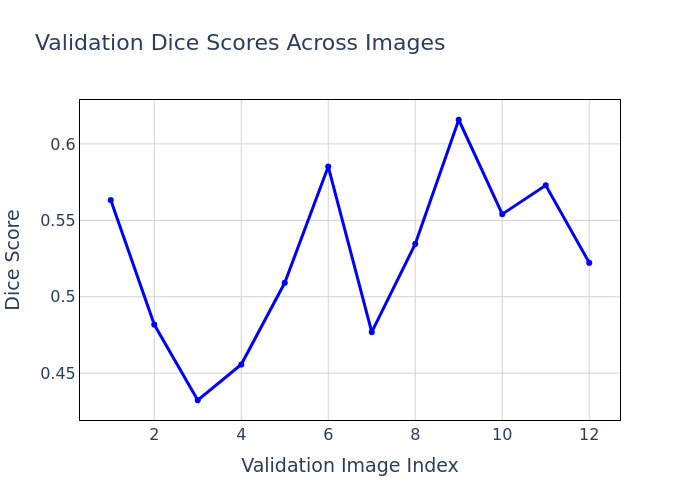 Validation Dice Scores Across Images
Dice Score
0.6
0.55
0.5
0.45
2 4 6 8 10 12
Validation Image Index